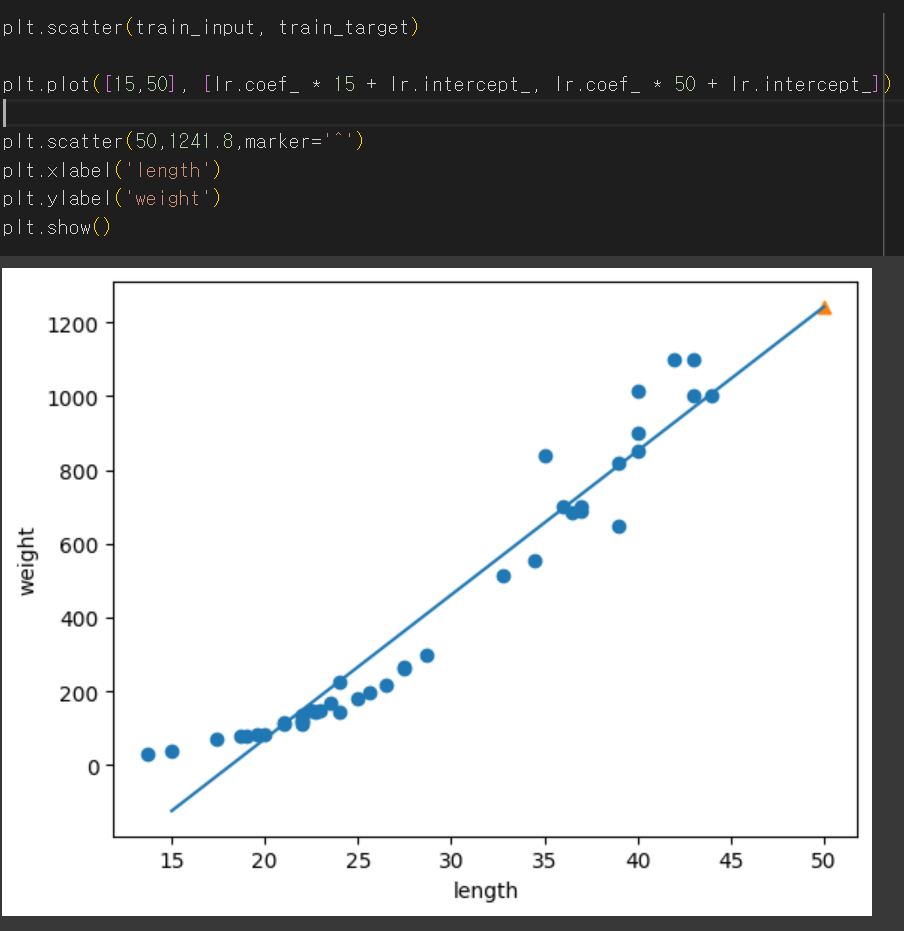 plt.scatter(train_input, train_target)
plt.plot([15,50], [lr.coef_ * 15 + lr.intercept_, lr.coef_ * 50 + lr.intercept_])
plt.scatter(50,1241.8,marker='^')
plt.xlabel('length')
plt.ylabel('weight')
plt.show()
1200
1000
800
600
400
200
0
weight
15 20 25 30 35 40 45 50
length